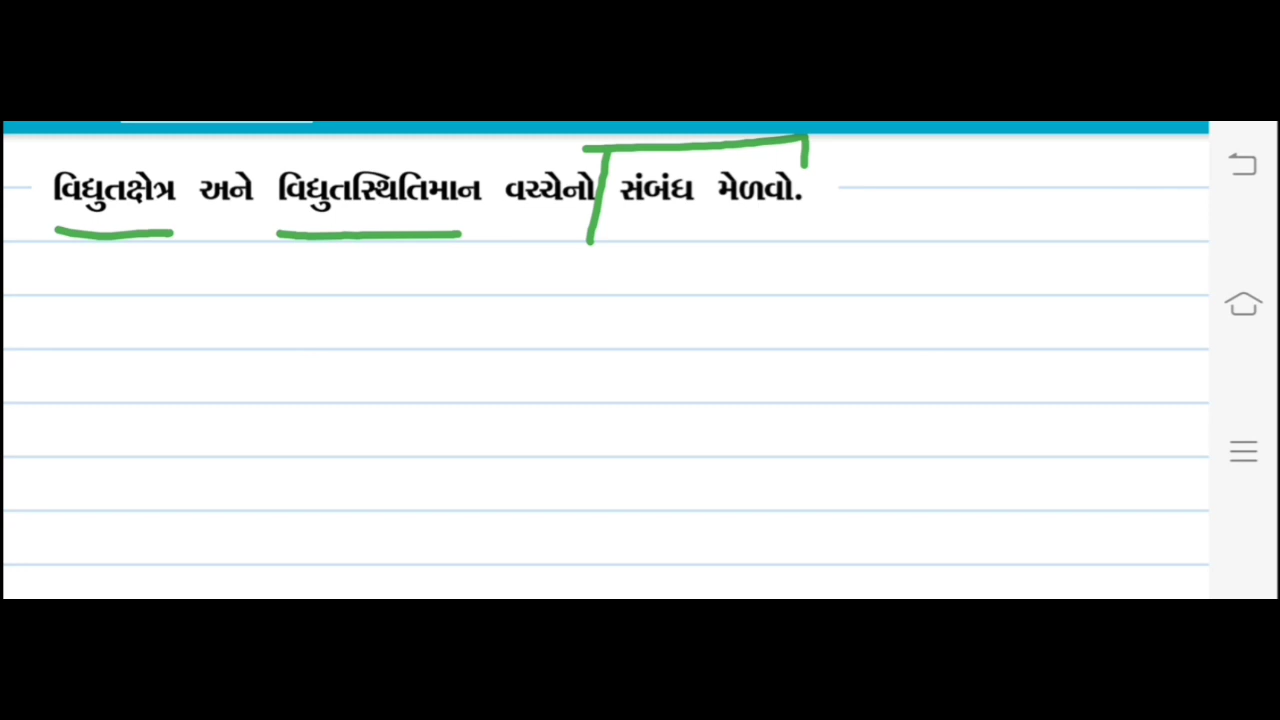 વિદ્યુતક્ષેત્ર અને વિદ્યુતસ્થિતિમાન વચ્ચેનો સંબંધ મેળવો.